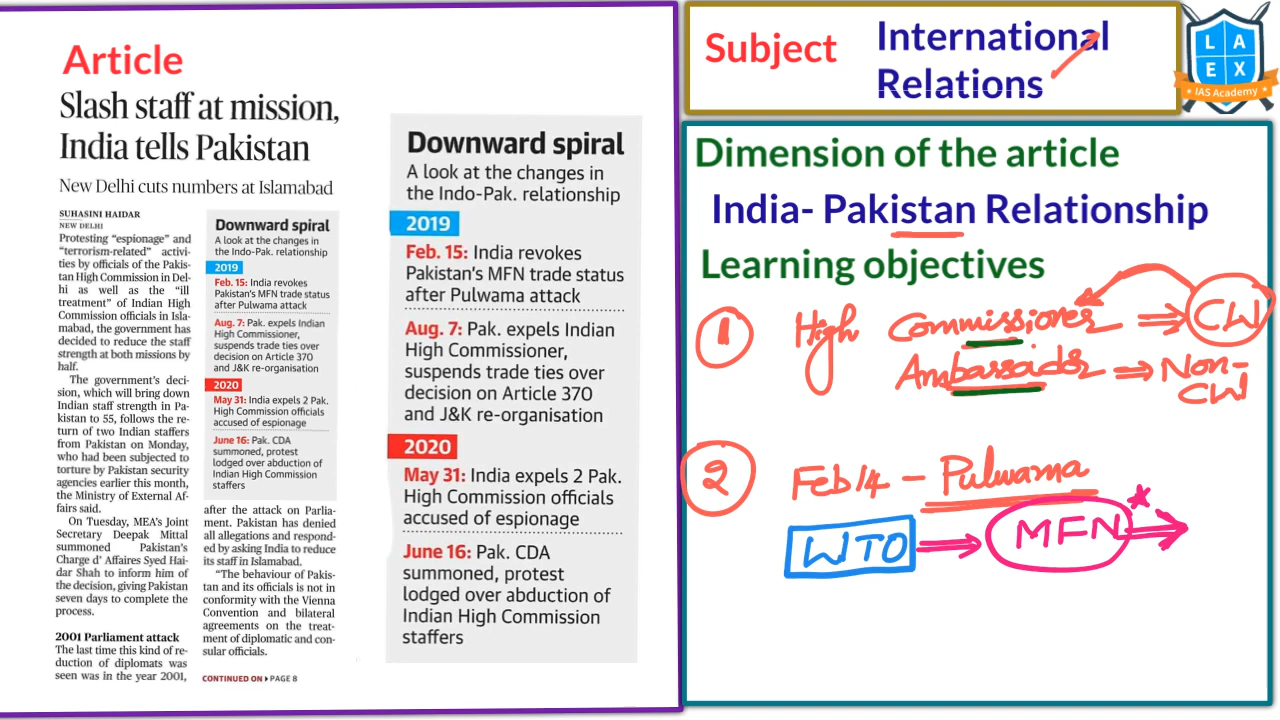 Article
Slash staff at mission,
India tells Pakistan
New Delhi cuts numbers at Islamabad
SUHASINI HAIDAR
NEW DELHI
Protesting “espionage” and
“terrorism-related” activi-
ties by officials of the Pakis-
tan High Commission in Del-
hi as well as the “ill
treatment” of Indian High
Commission officials in Isla-
mabad, the government has
decided to reduce the staff
strength at both missions by
half.
The government's deci-
sion, which will bring down
Indian staff strength in Pa-
kistan to 55, follows the re-
turn of two Indian staffers
from Pakistan on Monday,
who had been subjected to
torture by Pakistan security
agencies earlier this month,
the Ministry of External Af-
fairs said.
On Tuesday, MEA's Joint
Secretary Deepak Mittal
summoned Pakistan's
Charge d' Affaires Syed Hai-
dar Shah to inform him of
the decision, giving Pakistan
seven days to complete the
process.
2001 Parliament attack
The last time this kind of re-
duction of diplomats was
seen was in the year 2001,
Downward spiral
A look at the changes in
the Indo-Pak. relationship
2019
Feb. 15: India revokes
Pakistan's MFN trade status
after Pulwama attack
Aug. 7: Pak. expels Indian
High Commissioner,
suspends trade ties over
decision on Article 370
and J&K re-organisation
2020
May 31: India expels 2 Pak.
High Commission officials
accused of espionage
June 16: Pak. CDA
summoned, protest
lodged over abduction of
Indian High Commission
staffers
after the attack on Parlia-
ment. Pakistan has denied
all allegations and respond-
ed by asking India to reduce
its staff in Islamabad.
“The behaviour of Pakis-
tan and its officials is not in
conformity with the Vienna
Convention and bilateral
agreements on the treat-
ment of diplomatic and con-
sular officials.
CONTINUED ON PAGE 8
Downward spiral
A look at the changes in
the Indo-Pak. relationship
2019
Feb. 15: India revokes
Pakistan's MFN trade status
after Pulwama attack
Aug. 7: Pak. expels Indian
High Commissioner,
suspends trade ties over
decision on Article 370
and J&K re-organisation
2020
May 31: India expels 2 Pak.
High Commission officials
accused of espionage
June 16: Pak. CDA
summoned, protest
lodged over abduction of
Indian High Commission
staffers
Subject International
Relations
L A
E X
IAS Academy
Dimension of the article
India- Pakistan Relationship
Learning objectives
1 High Commissioner ⇒ CW
Ambassador ⇒ Non-
CW
2 Feb 14 - Pulwama
WTO ⇒ MFN * ⇒